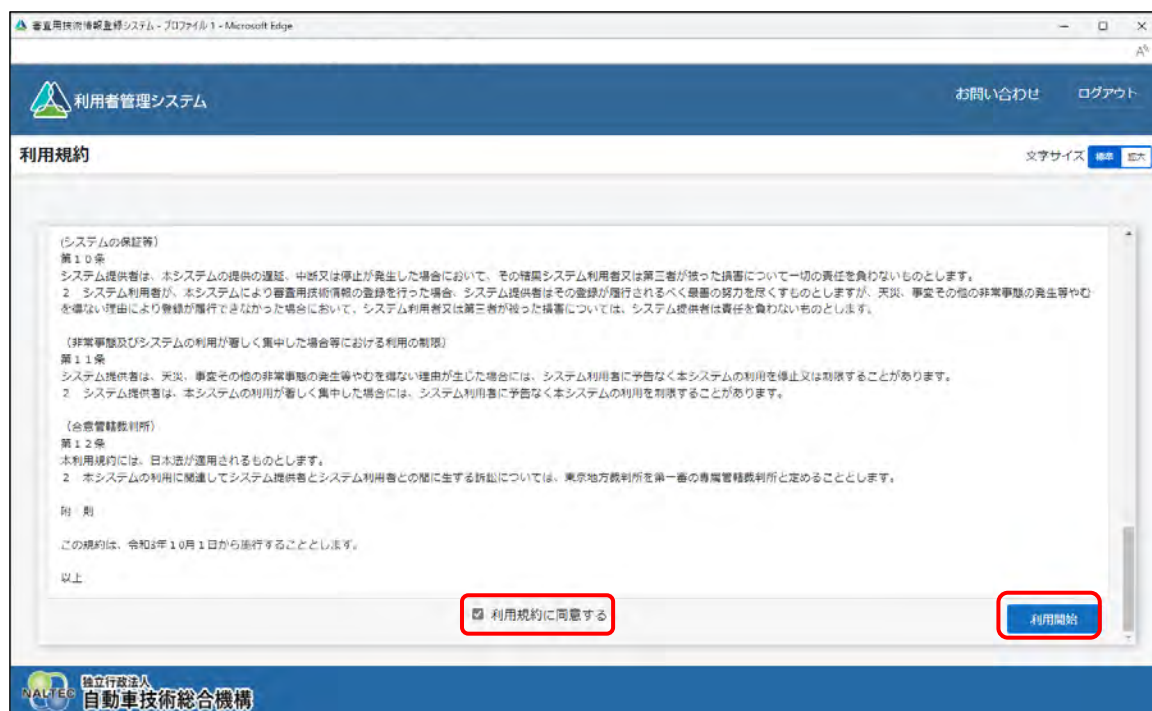 審査用技術情報登録システム - プロファイル 1 - Microsoft Edge
A
利用者管理システム
お問い合わせ ログアウト
利用規約
文字サイズ 標準 拡大
(システムの保証等)
第10条
システム提供者は、本システムの提供の遅延、中断又は停止が発生した場合において、その結果システム利用者又は第三者が被った損害について一切の責任を負わないものとします。
2 システム利用者が、本システムにより審査用技術情報の登録を行った場合、システム提供者はその登録が履行されるべく最善の努力を尽くすものとしますが、天災、事変その他の非常事態の発生等やむ
を得ない理由により登録が履行できなかった場合において、システム利用者又は第三者が被った損害については、システム提供者は責任を負わないものとします。
(非常事態及びシステムの利用が著しく集中した場合等における利用の制限)
第11条
システム提供者は、天災、事変その他の非常事態の発生等やむを得ない理由が生じた場合には、システム利用者に予告なく本システムの利用を停止又は制限することがあります。
2 システム提供者は、本システムの利用が著しく集中した場合には、システム利用者に予告なく本システムの利用を制限することがあります。
(合意管轄裁判所)
第12条
本利用規約には、日本法が適用されるものとします。
2 本システムの利用に関連してシステム提供者とシステム利用者との間に生ずる訴訟については、東京地方裁判所を第一審の専属管轄裁判所と定めることとします。
附 則
この規約は、令和3年10月1日から施行することとします。
以上
利用規約に同意する
利用開始
NALTEC 独立行政法人
自動車技術総合機構